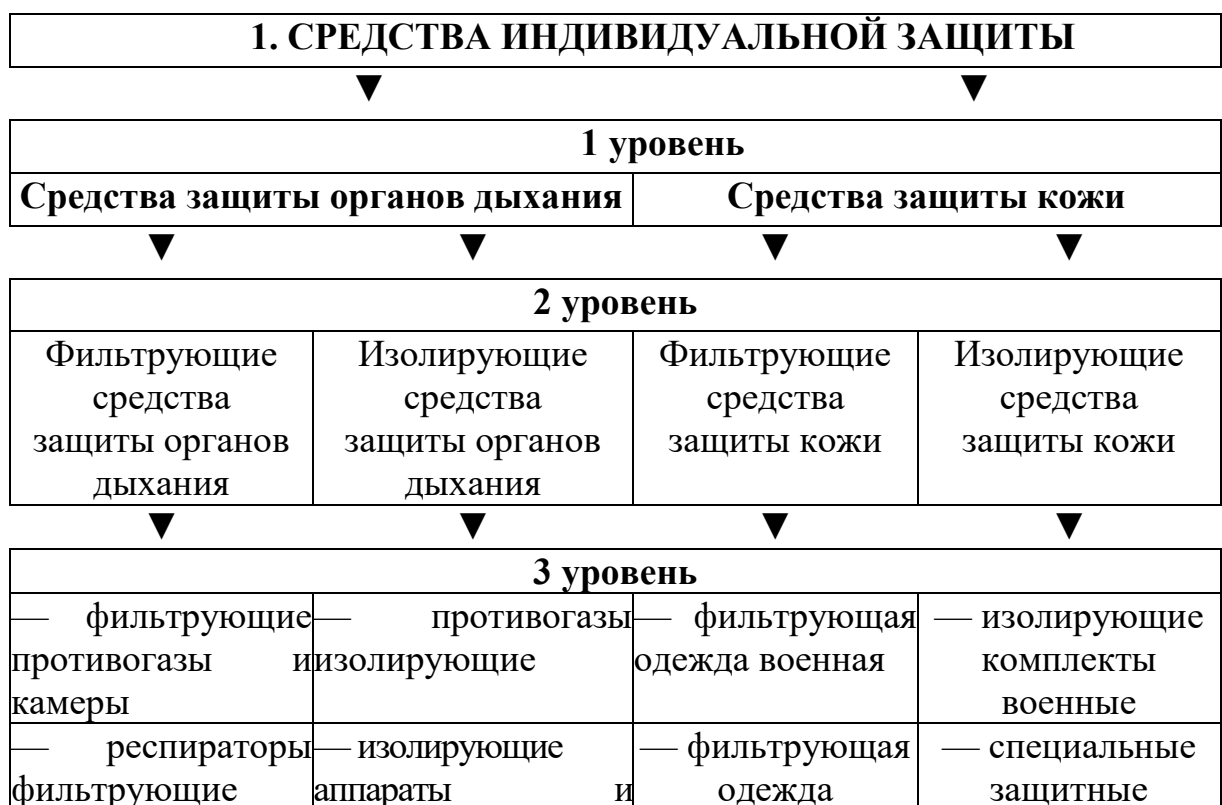 1. СРЕДСТВА ИНДИВИДУАЛЬНОЙ ЗАЩИТЫ
▼ ▼
1 уровень
Средства защиты органов дыхания Средства защиты кожи
▼ ▼ ▼ ▼
2 уровень
Фильтрующие Изолирующие Фильтрующие Изолирующие
средства средства средства средства
защиты органов защиты органов защиты кожи защиты кожи
дыхания дыхания
▼ ▼ ▼ ▼
3 уровень
— фильтрующие — противогазы — фильтрующая — изолирующие
противогазы и изолирующие одежда военная комплекты
камеры военные
— респираторы — изолирующие — фильтрующая — специальные
фильтрующие аппараты и одежда защитные